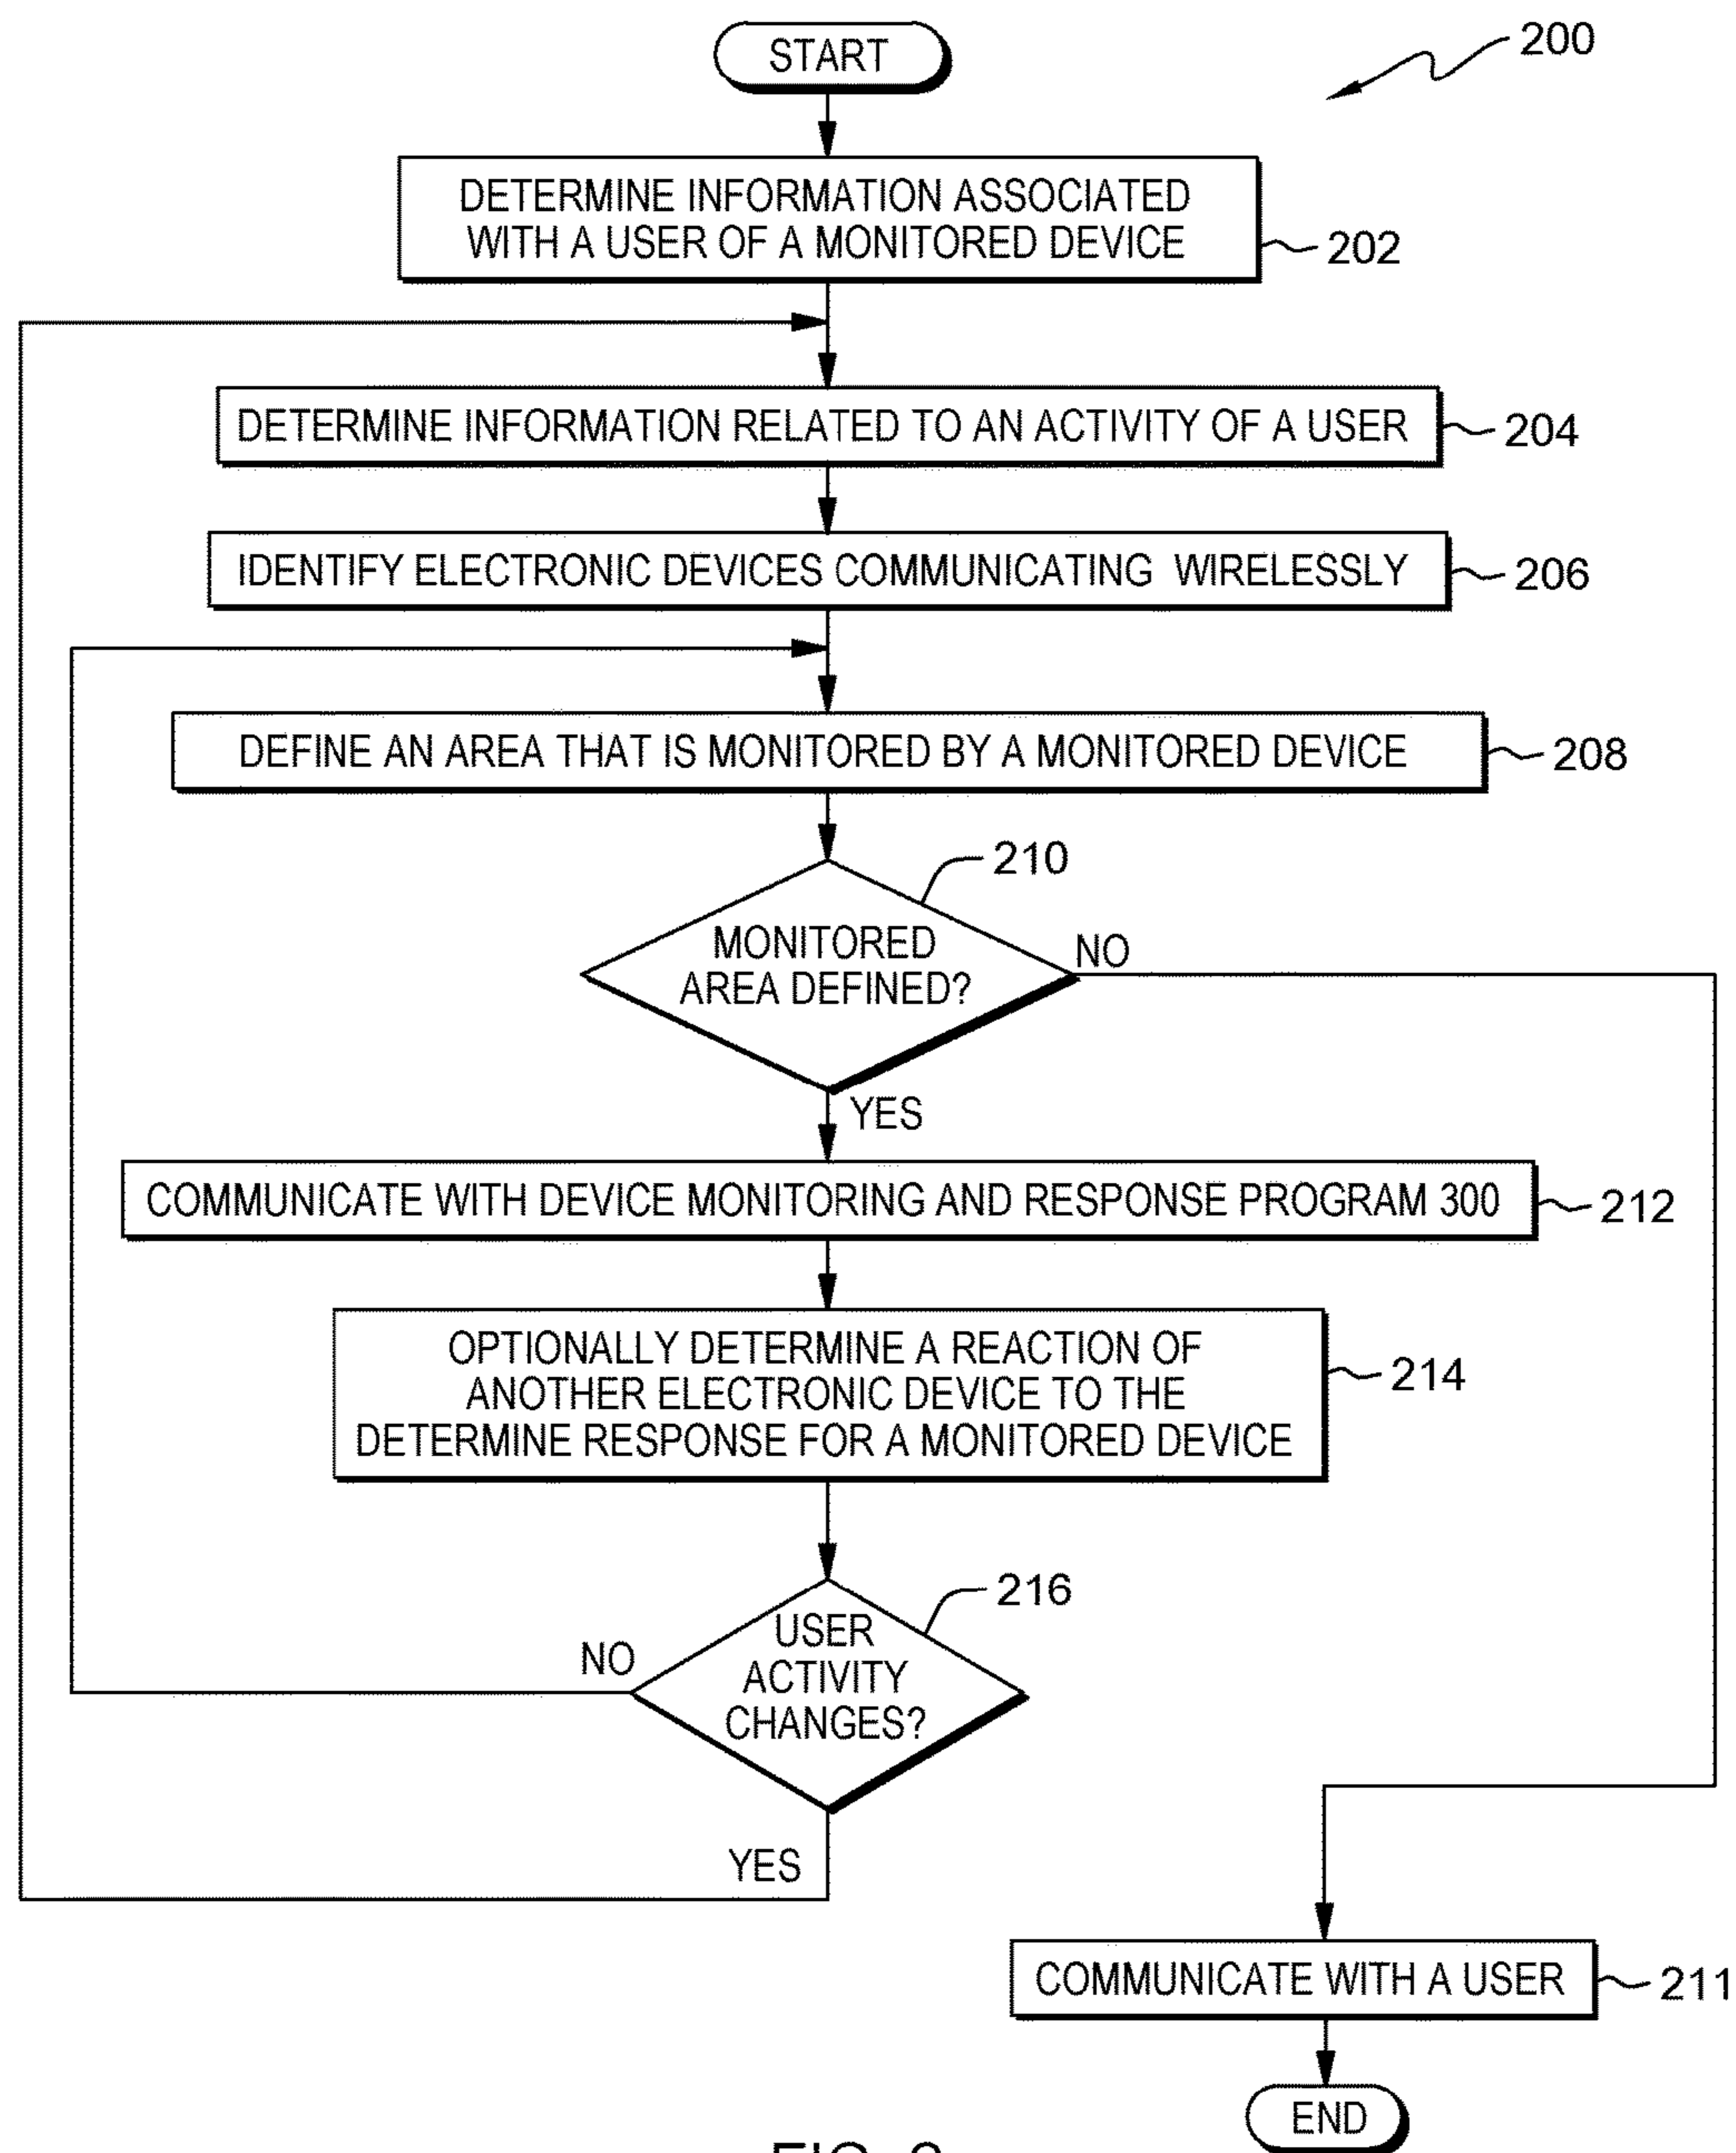 START
200
DETERMINE INFORMATION ASSOCIATED
WITH A USER OF A MONITORED DEVICE
202
DETERMINE INFORMATION RELATED TO AN ACTIVITY OF A USER
204
IDENTIFY ELECTRONIC DEVICES COMMUNICATING WIRELESSLY
206
DEFINE AN AREA THAT IS MONITORED BY A MONITORED DEVICE
208
210
MONITORED
AREA DEFINED?
NO
YES
COMMUNICATE WITH DEVICE MONITORING AND RESPONSE PROGRAM 300
212
OPTIONALLY DETERMINE A REACTION OF
ANOTHER ELECTRONIC DEVICE TO THE
DETERMINE RESPONSE FOR A MONITORED DEVICE
214
216
USER
ACTIVITY
CHANGES?
NO
YES
COMMUNICATE WITH A USER
211
END